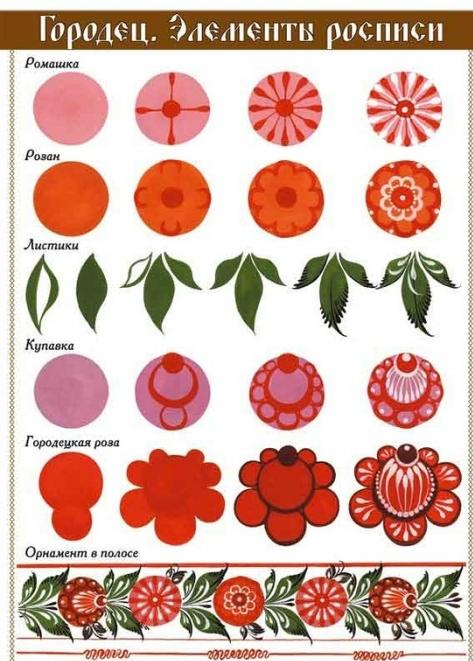 Городец. Элементы росписи
Ромашка
Розан
Листики
Купавка
Городецкая роза
Орнамент в полосе